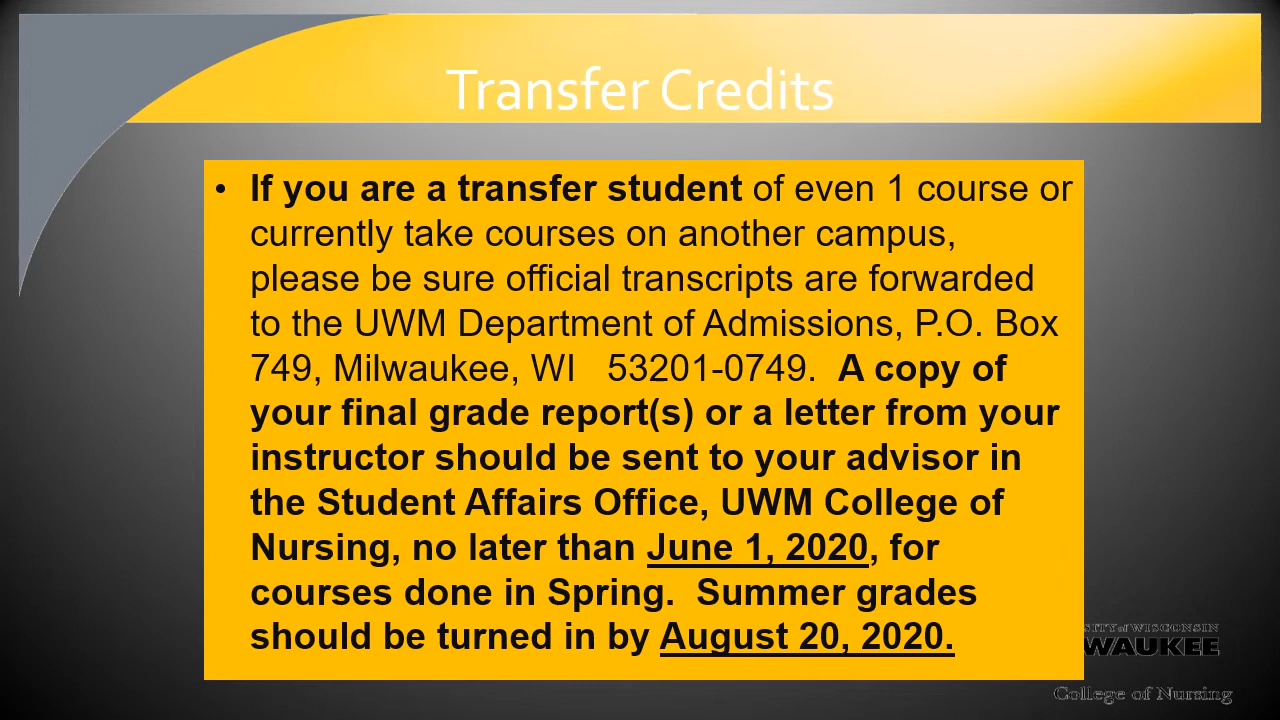 Transfer Credits
• If you are a transfer student of even 1 course or
currently take courses on another campus,
please be sure official transcripts are forwarded
to the UWM Department of Admissions, P.O. Box
749, Milwaukee, WI   53201-0749.  A copy of
your final grade report(s) or a letter from your
instructor should be sent to your advisor in
the Student Affairs Office, UWM College of
Nursing, no later than June 1, 2020, for
courses done in Spring.  Summer grades
should be turned in by August 20, 2020.
SITY of WISCONSIN
WAUKEE
College of Nursing